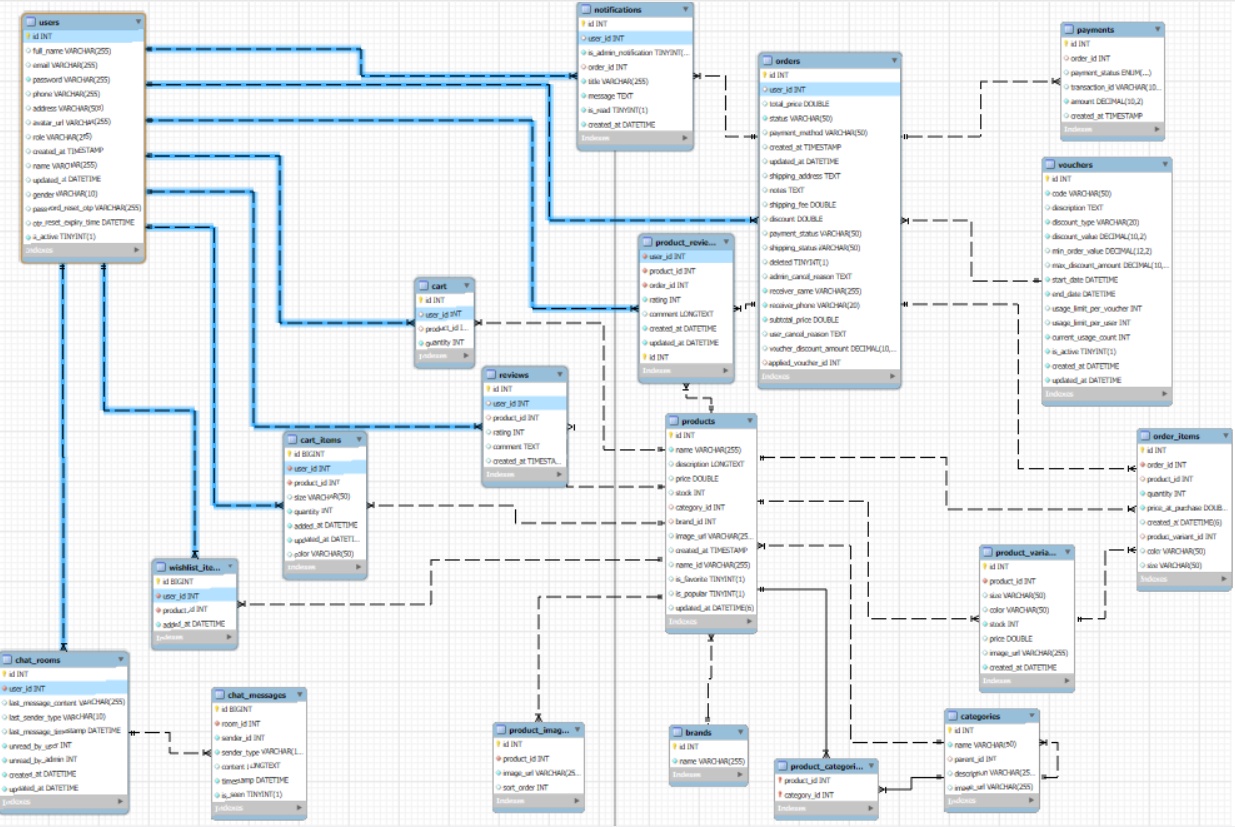 users
id INT
full_name VARCHAR(255)
email VARCHAR(255)
password VARCHAR(255)
phone VARCHAR(255)
address VARCHAR(500)
avatar_url VARCHAR(255)
role VARCHAR(275)
created_at TIMESTAMP
name VARCHAR(255)
updated_at DATETIME
gender VARCHAR(10)
password_reset_otp VARCHAR(255)
otp_reset_expiry_time DATETIME
is_active TINYINT(1)
Indexes
notifications
id INT
user_id INT
is_admin_notification TINYINT(...
order_id INT
title VARCHAR(255)
message TEXT
is_read TINYINT(1)
created_at DATETIME
Indexes
orders
id INT
user_id INT
total_price DOUBLE
status VARCHAR(50)
payment_method VARCHAR(50)
created_at TIMESTAMP
updated_at DATETIME
shipping_address TEXT
notes TEXT
shipping_fee DOUBLE
discount DOUBLE
payment_status VARCHAR(50)
shipping_status VARCHAR(50)
deleted TINYINT(1)
admin_cancel_reason TEXT
receiver_name VARCHAR(255)
receiver_phone VARCHAR(20)
subtotal_price DOUBLE
user_cancel_reason TEXT
voucher_discount_amount DECIMAL(10,...
applied_voucher_id INT
Indexes
payments
id INT
order_id INT
payment_status ENUM(...)
transaction_id VARCHAR(10...
amount DECIMAL(10,2)
created_at TIMESTAMP
Indexes
vouchers
id INT
code VARCHAR(50)
description TEXT
discount_type VARCHAR(20)
discount_value DECIMAL(10,2)
min_order_value DECIMAL(12,2)
max_discount_amount DECIMAL(10,...
start_date DATETIME
end_date DATETIME
usage_limit_per_voucher INT
usage_limit_per_user INT
current_usage_count INT
is_active TINYINT(1)
created_at DATETIME
updated_at DATETIME
Indexes
product_revie...
user_id INT
product_id INT
order_id INT
rating INT
comment LONGTEXT
created_at DATETIME
updated_at DATETIME
id INT
Indexes
cart
id INT
user_id INT
product_id I...
quantity INT
Indexes
reviews
id INT
user_id INT
product_id INT
rating INT
comment TEXT
created_at TIMESTA...
Indexes
cart_items
id BIGINT
user_id INT
product_id INT
size VARCHAR(50)
quantity INT
added_at DATETIME
updated_at DATETI...
color VARCHAR(50)
Indexes
products
id INT
name VARCHAR(255)
description LONGTEXT
price DOUBLE
stock INT
category_id INT
brand_id INT
image_url VARCHAR(25...
created_at TIMESTAMP
name_id VARCHAR(255)
is_favorite TINYINT(1)
is_popular TINYINT(1)
updated_at DATETIME(6)
Indexes
order_items
id INT
order_id INT
product_id INT
quantity INT
price_at_purchase DOUB...
created_at DATETIME(6)
product_variant_id INT
color VARCHAR(50)
size VARCHAR(50)
Indexes
product_varia...
id INT
product_id INT
size VARCHAR(50)
color VARCHAR(50)
stock INT
price DOUBLE
image_url VARCHAR(255)
created_at DATETIME
Indexes
wishlist_ite...
id BIGINT
user_id INT
product_id INT
added_at DATETIME
Indexes
chat_rooms
id INT
user_id INT
last_message_content VARCHAR(255)
last_sender_type VARCHAR(10)
last_message_timestamp DATETIME
unread_by_user INT
unread_by_admin INT
created_at DATETIME
updated_at DATETIME
Indexes
chat_messages
id BIGINT
room_id INT
sender_id INT
sender_type VARCHAR(1...
content LONGTEXT
timestamp DATETIME
is_seen TINYINT(1)
Indexes
product_imag...
id INT
product_id INT
image_url VARCHAR(25...
sort_order INT
Indexes
brands
id INT
name VARCHAR(255)
Indexes
product_categori...
product_id INT
category_id INT
Indexes
categories
id INT
name VARCHAR(50)
parent_id INT
description VARCHAR(25...
image_url VARCHAR(255)
Indexes